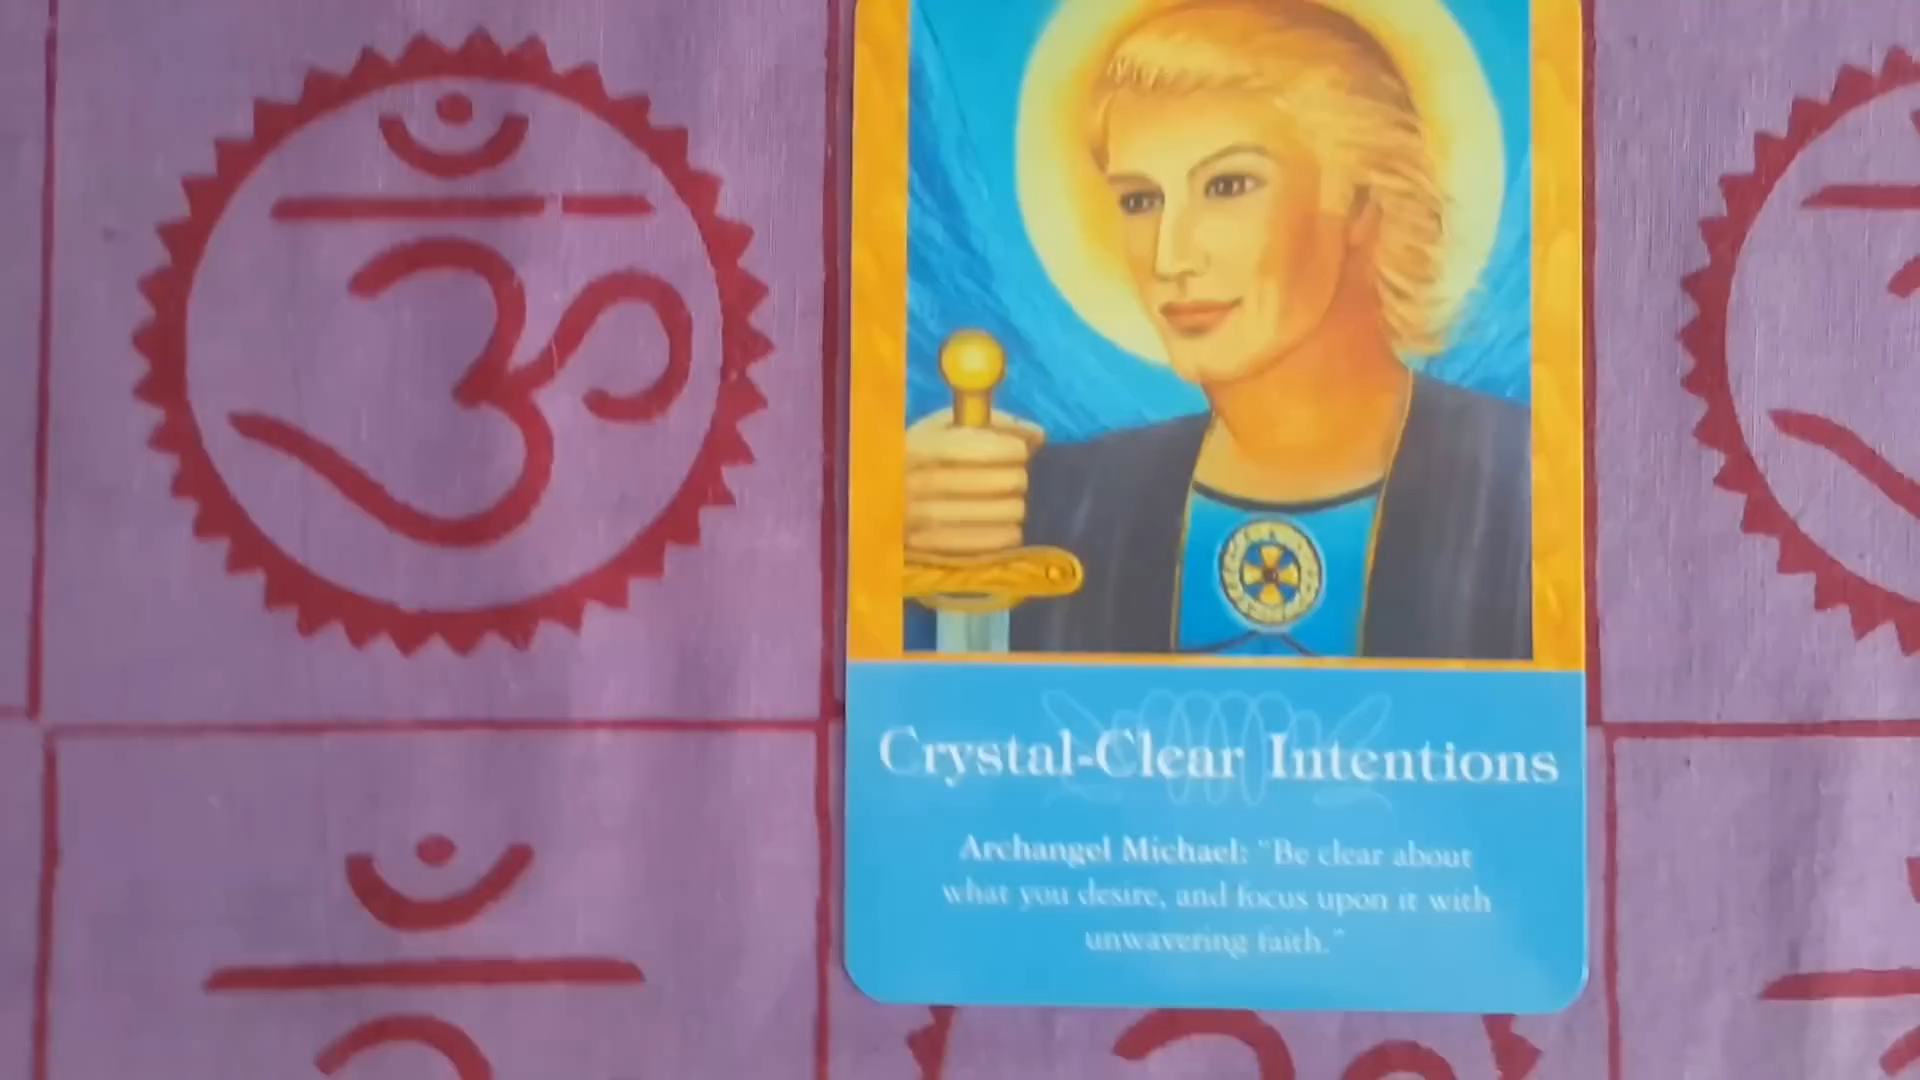 ॐ
Crystal-Clear Intentions
Archangel Michael: "Be clear about
what you desire, and focus upon it with
unwavering faith."